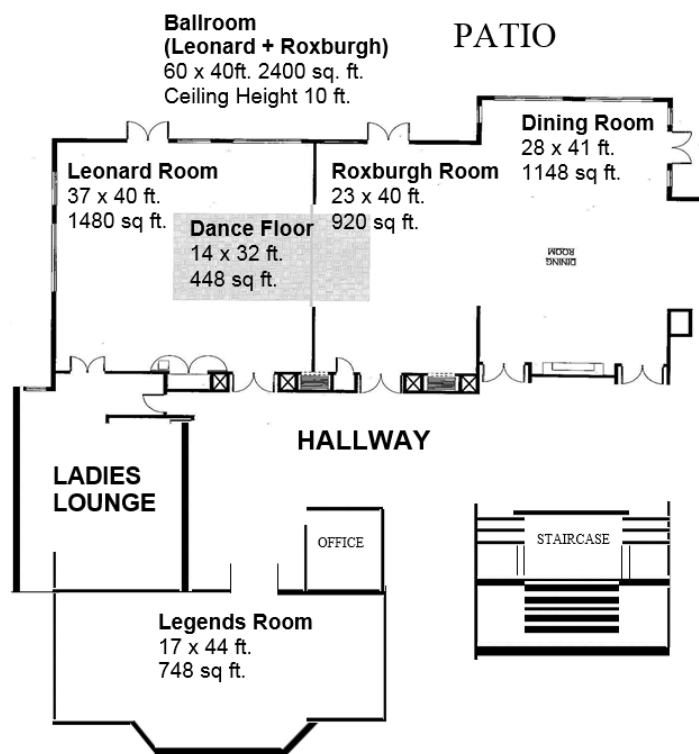 Ballroom
(Leonard + Roxburgh)
60 x 40ft. 2400 sq. ft.
Ceiling Height 10 ft.
PATIO
Leonard Room
37 x 40 ft.
1480 sq ft.
Roxburgh Room
23 x 40 ft.
920 sq ft.
Dining Room
28 x 41 ft.
1148 sq ft.
Dance Floor
14 x 32 ft.
448 sq ft.
DINING
ROOM
HALLWAY
LADIES
LOUNGE
OFFICE
STAIRCASE
Legends Room
17 x 44 ft.
748 sq ft.